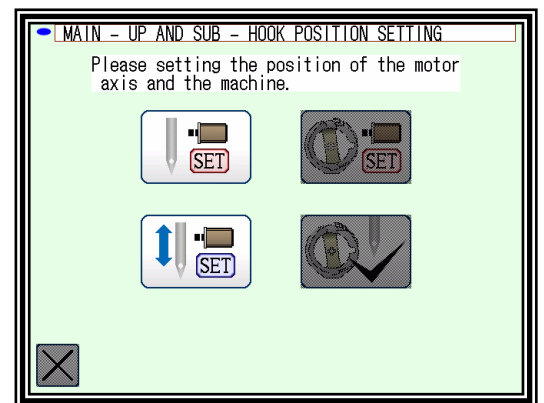 MAIN - UP AND SUB - HOOK POSITION SETTING
Please setting the position of the motor
axis and the machine.
SET
SET
SET